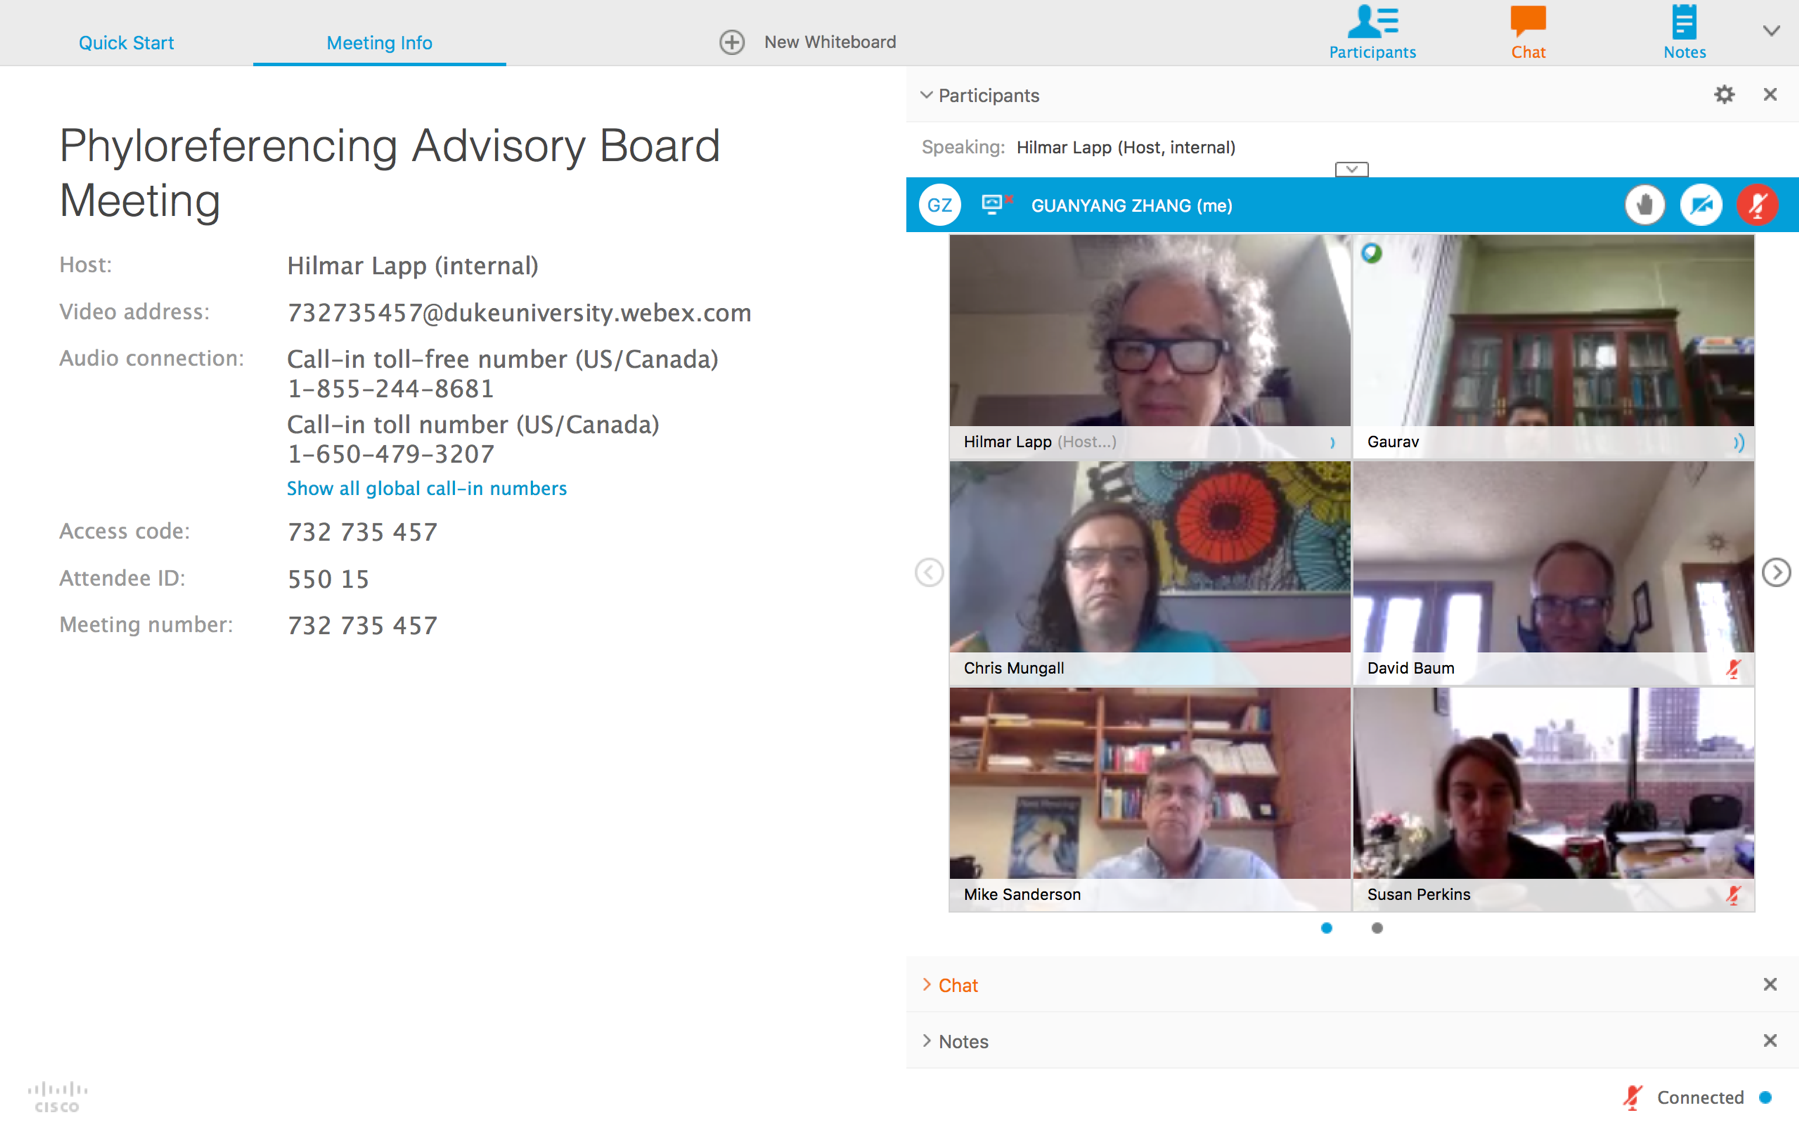 Quick Start
Meeting Info
New Whiteboard
Participants
Chat
Notes
Phyloreferencing Advisory Board
Meeting
Host: Hilmar Lapp (internal)
Video address: 732735457@dukeuniversity.webex.com
Audio connection: Call-in toll-free number (US/Canada)
1-855-244-8681
Call-in toll number (US/Canada)
1-650-479-3207
Show all global call-in numbers
Access code: 732 735 457
Attendee ID: 550 15
Meeting number: 732 735 457
CISCO
Participants
Speaking: Hilmar Lapp (Host, internal)
GZ GUANYANG ZHANG (me)
Hilmar Lapp (Host...)
Gaurav
Chris Mungall
David Baum
Mike Sanderson
Susan Perkins
Chat
Notes
Connected